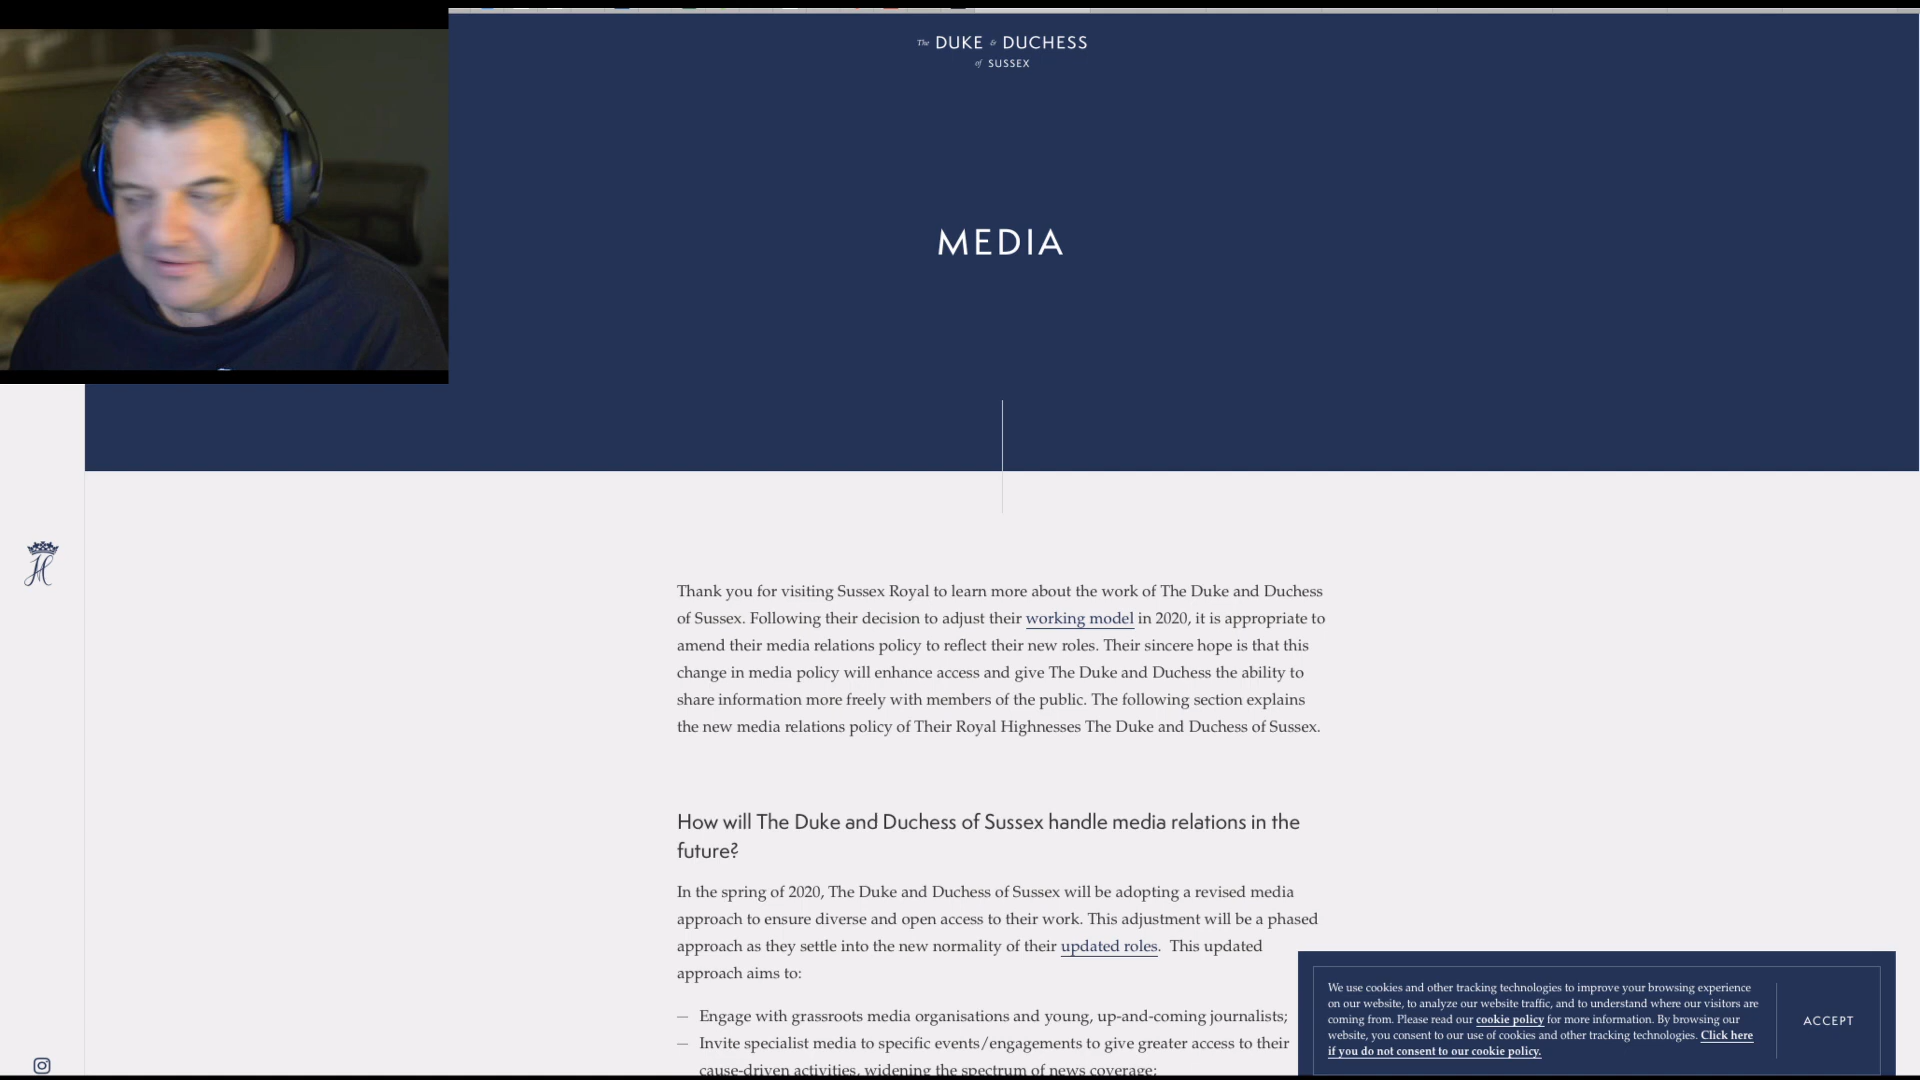 The DUKE & DUCHESS
of SUSSEX
MEDIA
Thank you for visiting Sussex Royal to learn more about the work of The Duke and Duchess
of Sussex. Following their decision to adjust their working model in 2020, it is appropriate to
amend their media relations policy to reflect their new roles. Their sincere hope is that this
change in media policy will enhance access and give The Duke and Duchess the ability to
share information more freely with members of the public. The following section explains
the new media relations policy of Their Royal Highnesses The Duke and Duchess of Sussex.
How will The Duke and Duchess of Sussex handle media relations in the
future?
In the spring of 2020, The Duke and Duchess of Sussex will be adopting a revised media
approach to ensure diverse and open access to their work. This adjustment will be a phased
approach as they settle into the new normality of their updated roles. This updated
approach aims to:
— Engage with grassroots media organisations and young, up-and-coming journalists;
— Invite specialist media to specific events/engagements to give greater access to their
cause-driven activities, widening the spectrum of news coverage;
We use cookies and other tracking technologies to improve your browsing experience
on our website, to analyze our website traffic, and to understand where our visitors are
coming from. Please read our cookie policy for more information. By browsing our
website, you consent to our use of cookies and other tracking technologies. Click here
if you do not consent to our cookie policy.
ACCEPT